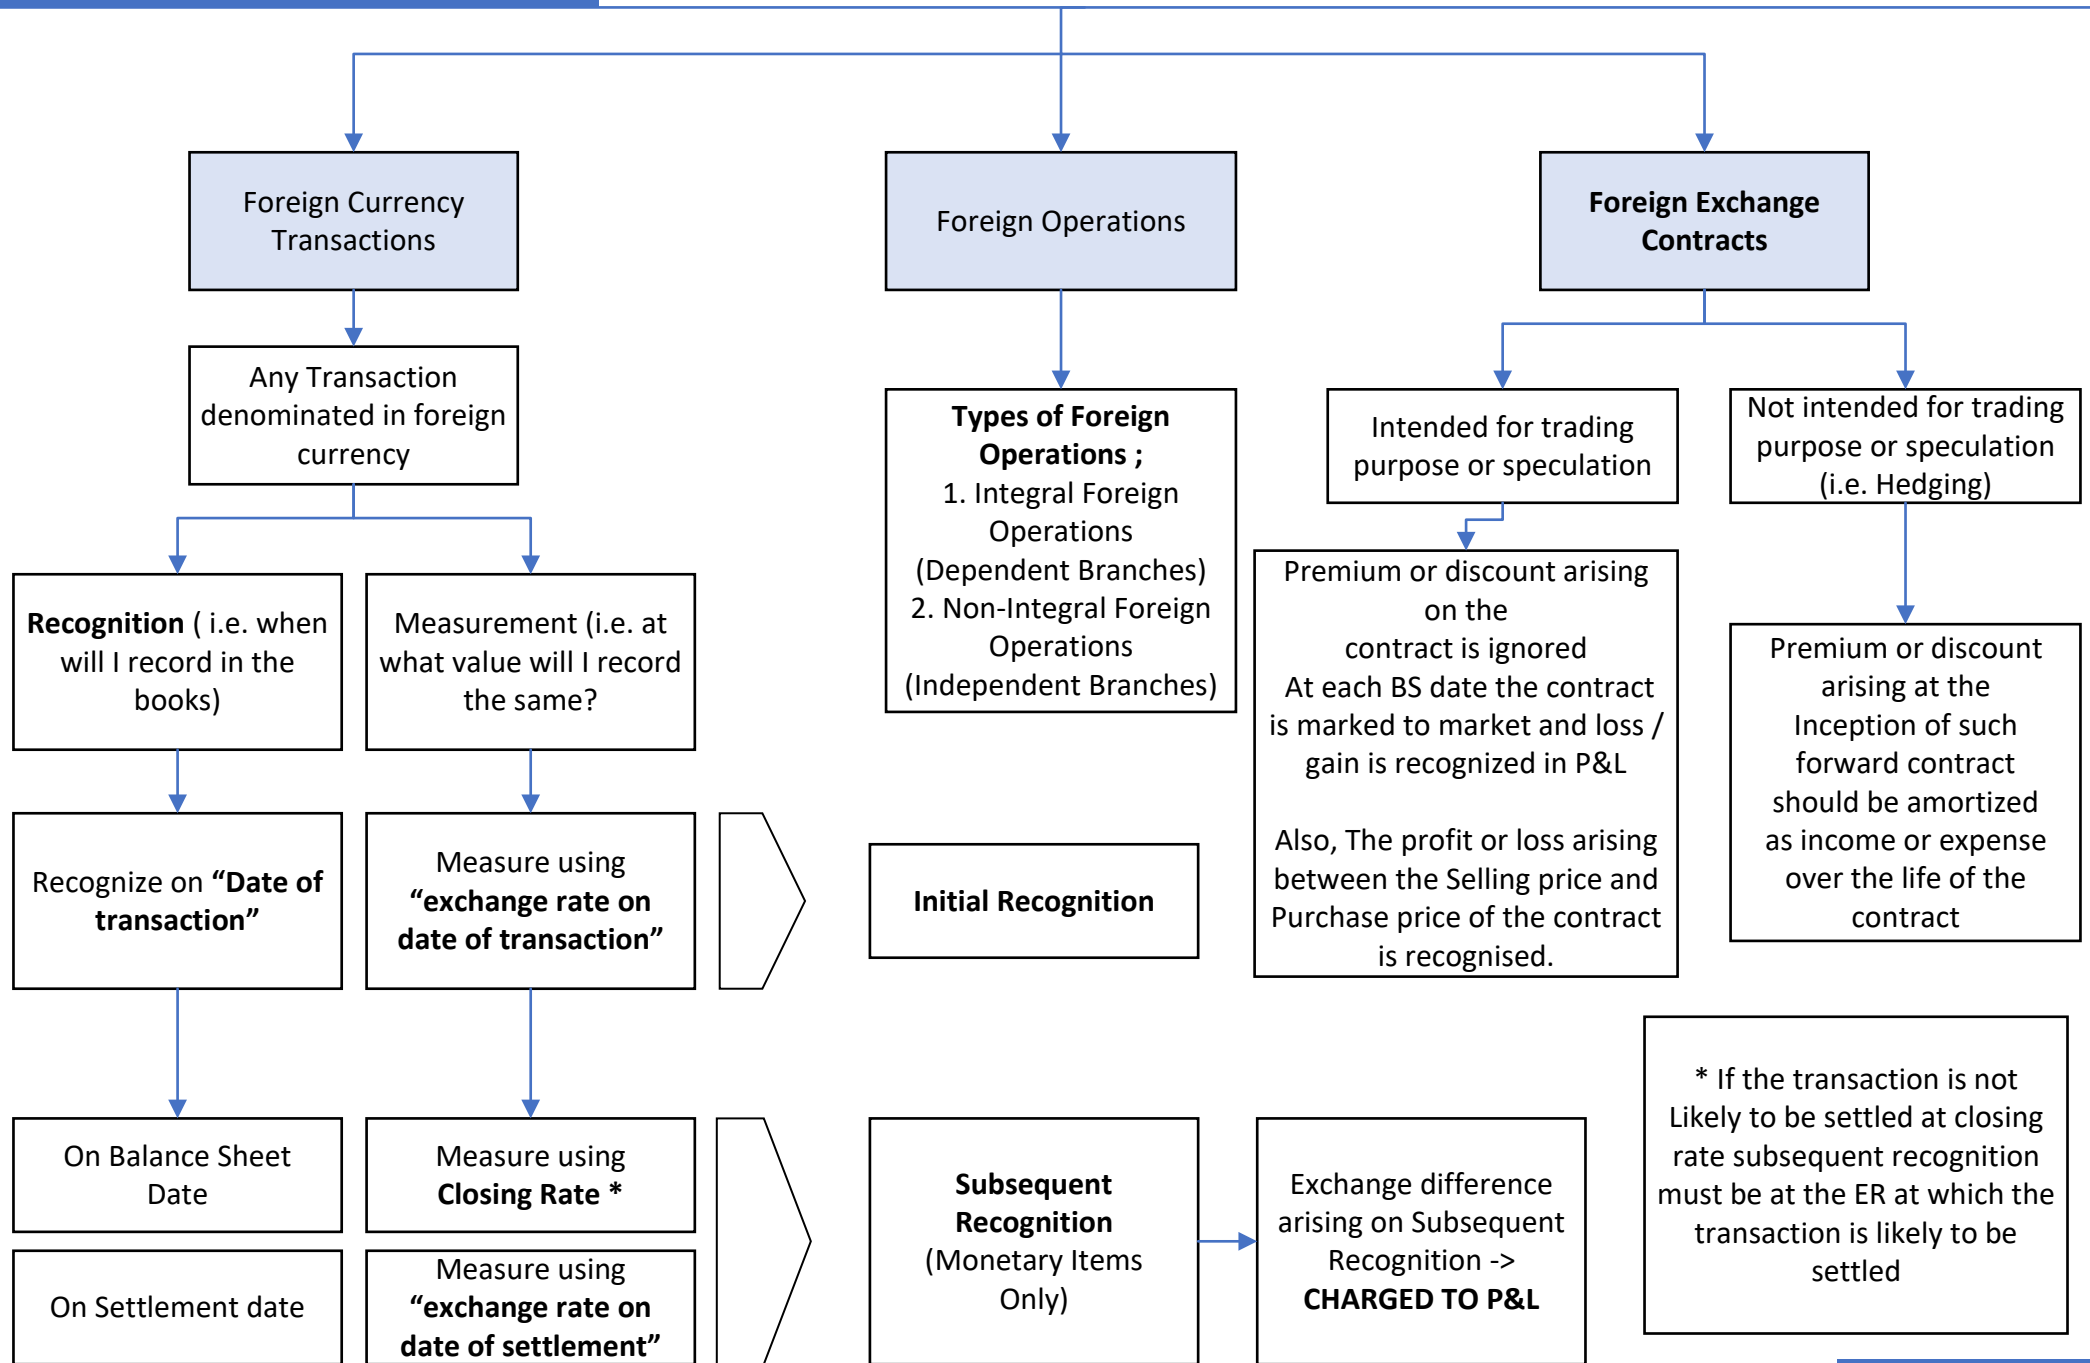 Foreign Currency
Transactions
Foreign Operations
Foreign Exchange
Contracts
Any Transaction
denominated in foreign
currency
Types of Foreign
Operations ;
1. Integral Foreign
Operations
(Dependent Branches)
2. Non-Integral Foreign
Operations
(Independent Branches)
Intended for trading
purpose or speculation
Not intended for trading
purpose or speculation
(i.e. Hedging)
Recognition ( i.e. when
will I record in the
books)
Measurement (i.e. at
what value will I record
the same?
Premium or discount arising
on the
contract is ignored
At each BS date the contract
is marked to market and loss /
gain is recognized in P&L
Also, The profit or loss arising
between the Selling price and
Purchase price of the contract
is recognised.
Premium or discount
arising at the
Inception of such
forward contract
should be amortized
as income or expense
over the life of the
contract
Recognize on “Date of
transaction”
Measure using
“exchange rate on
date of transaction”
Initial Recognition
On Balance Sheet
Date
Measure using
Closing Rate *
On Settlement date
Measure using
“exchange rate on
date of settlement”
Subsequent
Recognition
(Monetary Items
Only)
Exchange difference
arising on Subsequent
Recognition ->
CHARGED TO P&L
* If the transaction is not
Likely to be settled at closing
rate subsequent recognition
must be at the ER at which the
transaction is likely to be
settled